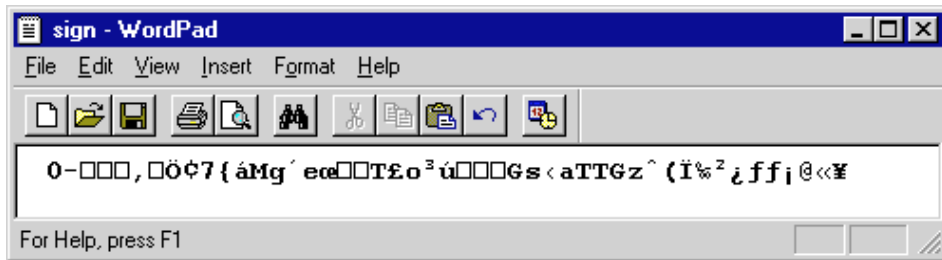 sign - WordPad
File Edit View Insert Format Help
0-□□□,□Ö¢7{áMg´eœ□□T£o³ú□□□Gs‹aTTGz ˆ(Ï‰²¿ƒƒ¡@«¥
For Help, press F1